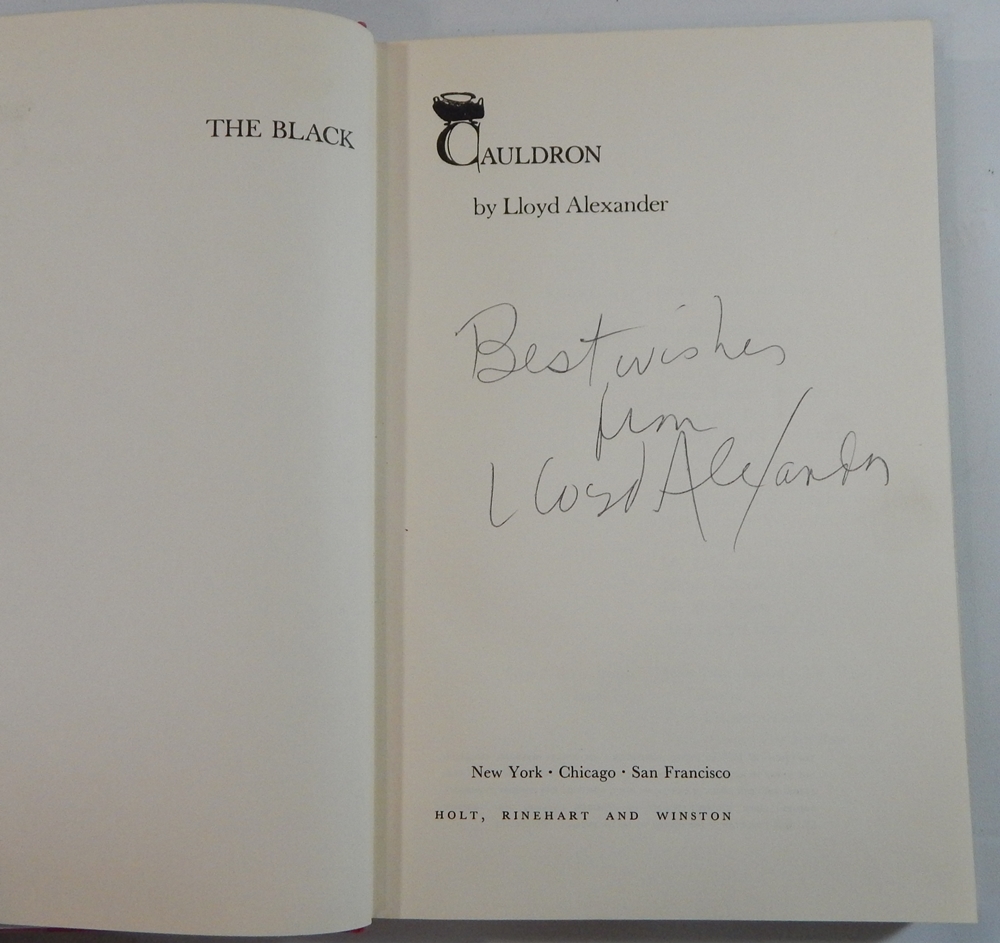 THE BLACK
CAULDRON
by Lloyd Alexander
Best wishes
from
Lloyd Alexander
New York · Chicago · San Francisco
HOLT, RINEHART AND WINSTON